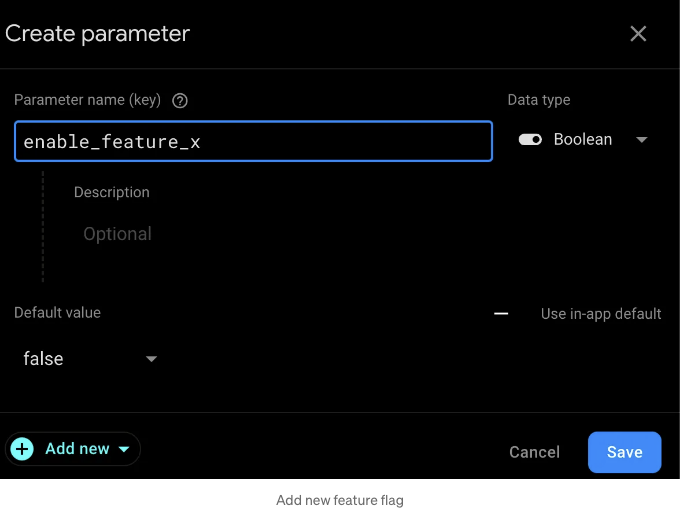 Create parameter
Parameter name (key)
Data type
enable_feature_x
Boolean
Description
Optional
Default value
Use in-app default
false
Add new
Cancel
Save
Add new feature flag